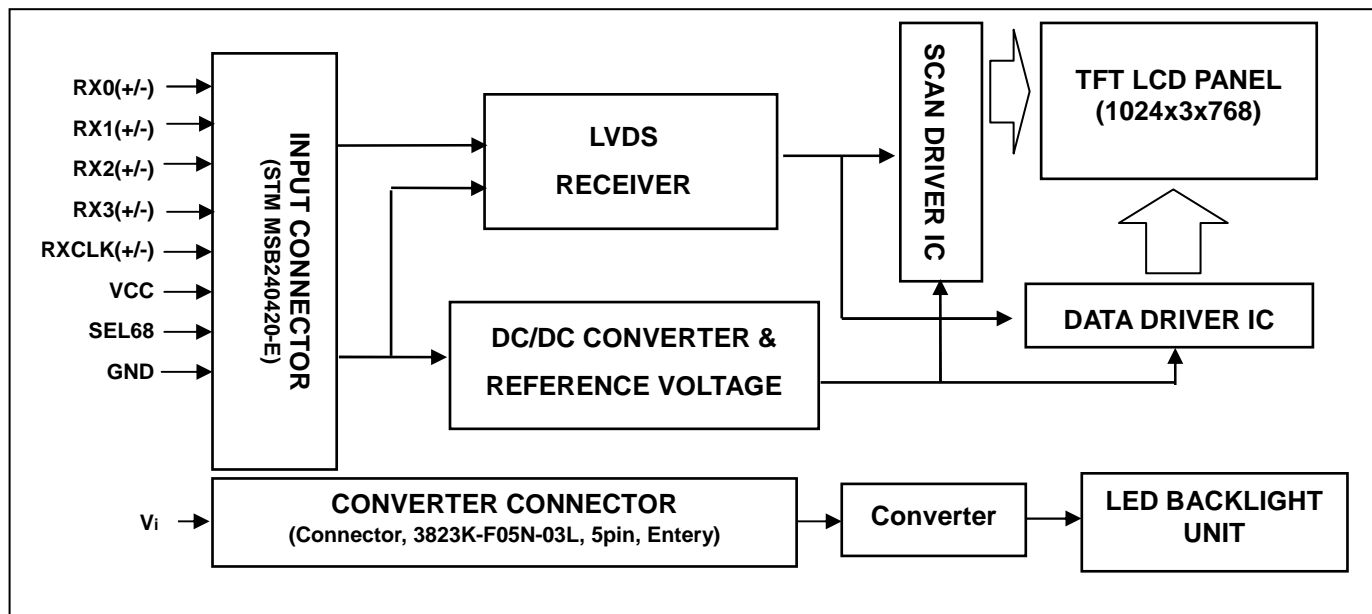 RX0(+/-)
RX1(+/-)
RX2(+/-)
RX3(+/-)
RXCLK(+/-)
VCC
SEL68
GND
INPUT CONNECTOR
(STM MSB240420-E)
LVDS
RECEIVER
DC/DC CONVERTER &
REFERENCE VOLTAGE
SCAN DRIVER IC
TFT LCD PANEL
(1024x3x768)
DATA DRIVER IC
Vi
CONVERTER CONNECTOR
(Connector, 3823K-F05N-03L, 5pin, Entery)
Converter
LED BACKLIGHT
UNIT